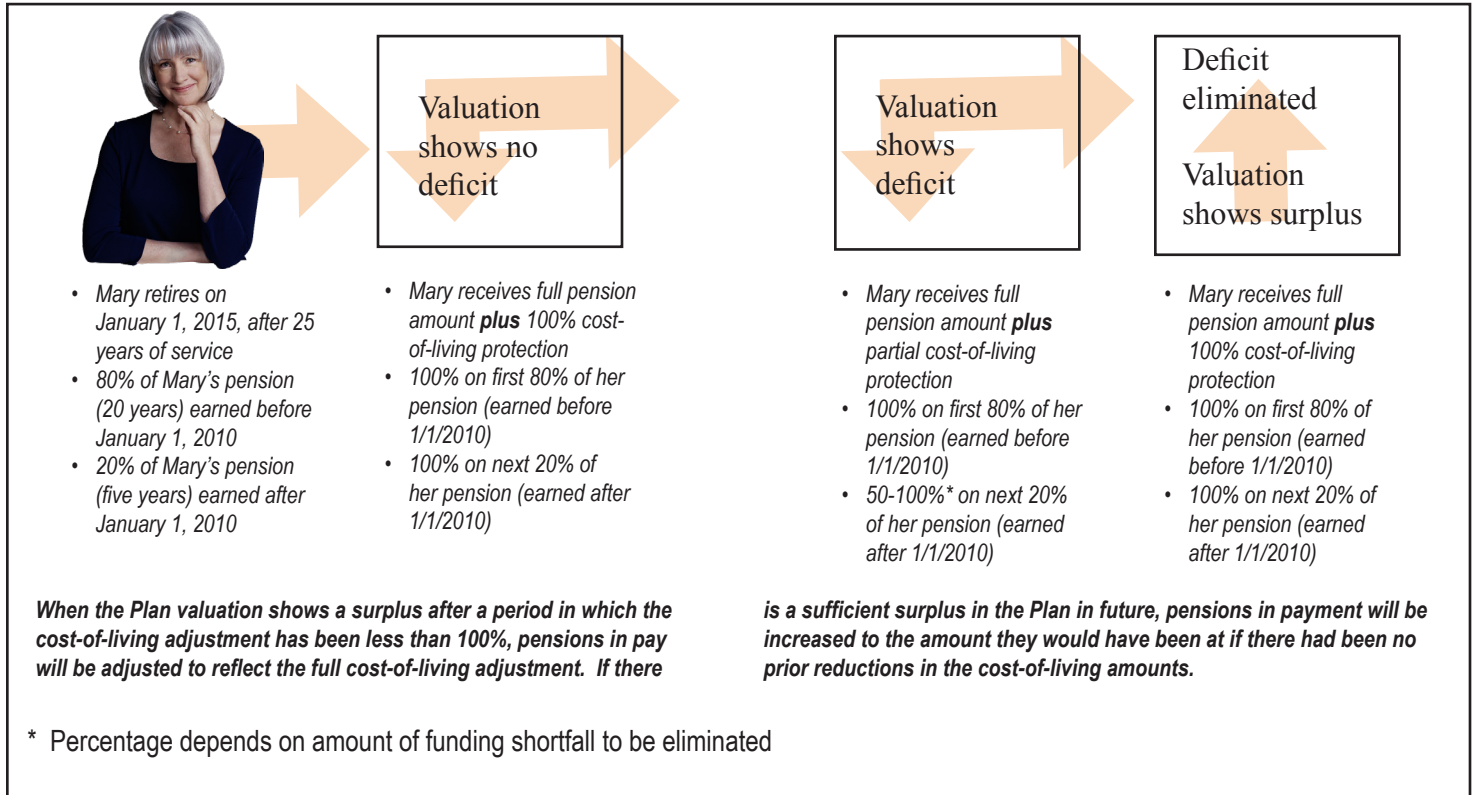 Valuation
shows no
deficit
Valuation
shows
deficit
Deficit
eliminated
Valuation
shows surplus
• Mary retires on
January 1, 2015, after 25
years of service
• 80% of Mary’s pension
(20 years) earned before
January 1, 2010
• 20% of Mary’s pension
(five years) earned after
January 1, 2010
• Mary receives full pension
amount plus 100% cost-
of-living protection
• 100% on first 80% of her
pension (earned before
1/1/2010)
• 100% on next 20% of
her pension (earned after
1/1/2010)
• Mary receives full
pension amount plus
partial cost-of-living
protection
• 100% on first 80% of her
pension (earned before
1/1/2010)
• 50-100%* on next 20%
of her pension (earned
after 1/1/2010)
• Mary receives full
pension amount plus
100% cost-of-living
protection
• 100% on first 80% of
her pension (earned
before 1/1/2010)
• 100% on next 20% of
her pension (earned
after 1/1/2010)
When the Plan valuation shows a surplus after a period in which the
cost-of-living adjustment has been less than 100%, pensions in pay
will be adjusted to reflect the full cost-of-living adjustment. If there
is a sufficient surplus in the Plan in future, pensions in payment will be
increased to the amount they would have been at if there had been no
prior reductions in the cost-of-living amounts.
* Percentage depends on amount of funding shortfall to be eliminated